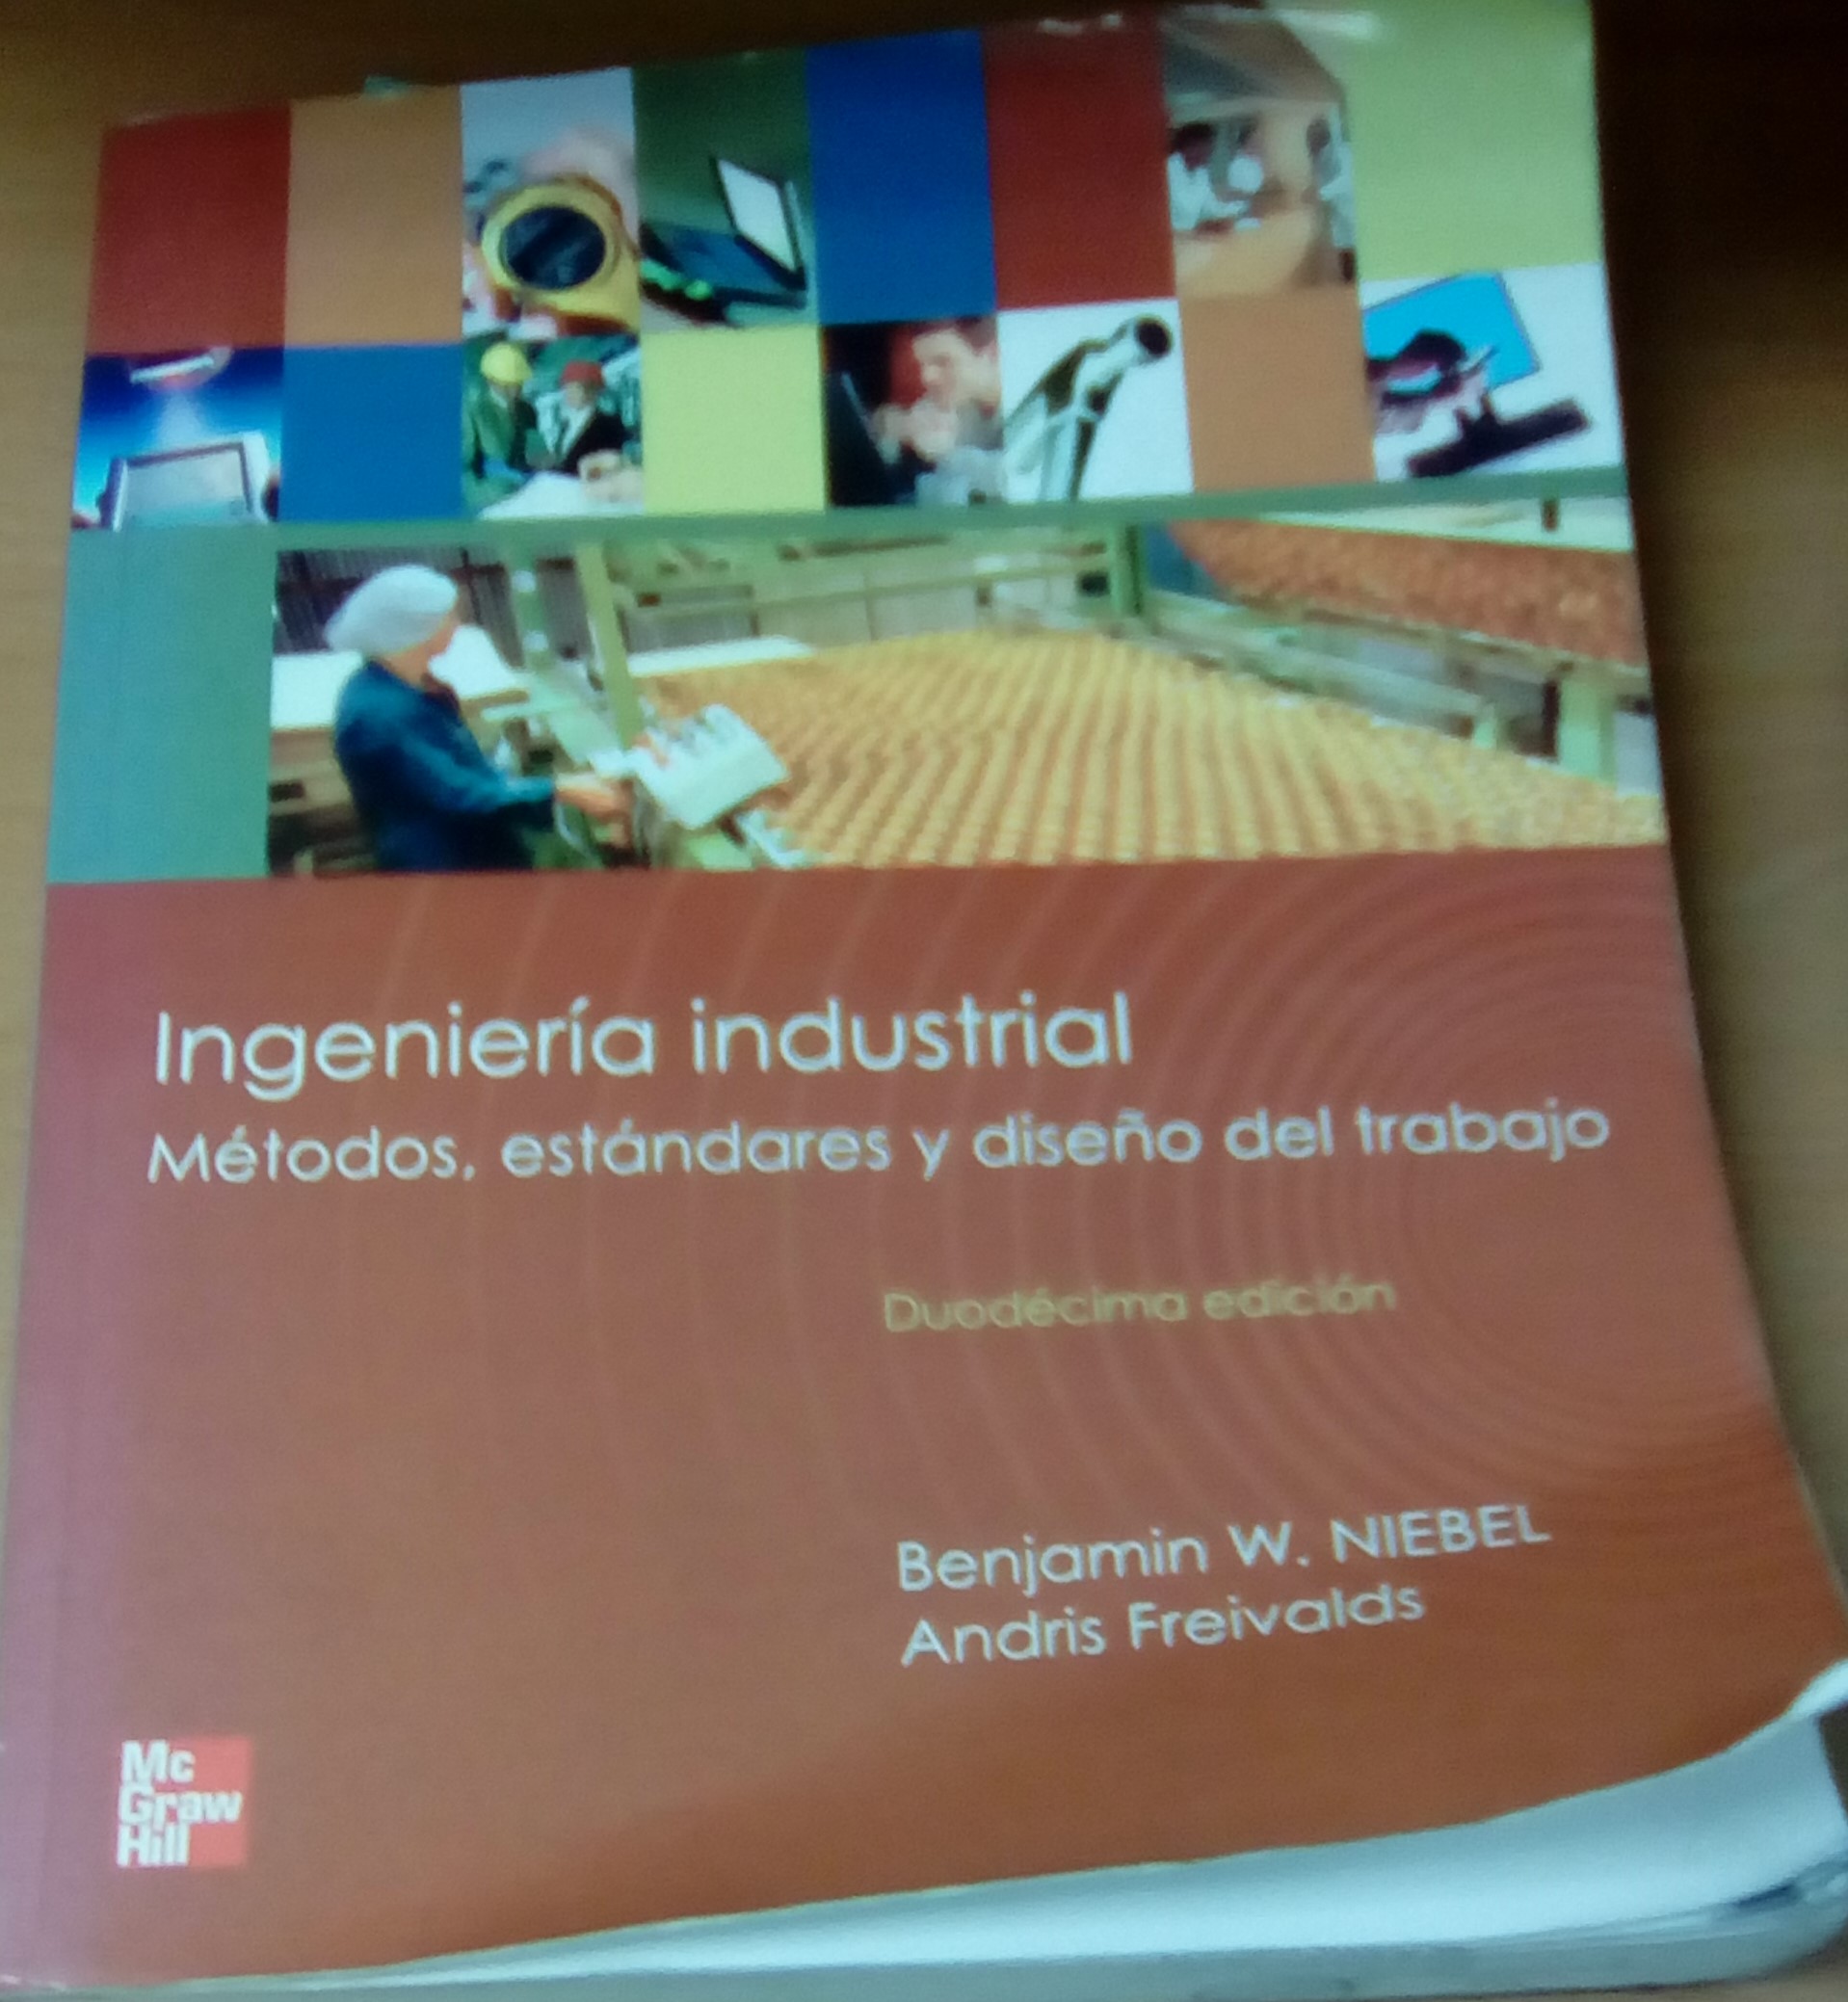 Ingeniería industrial
Métodos, estándares y diseño del trabajo
Duodécima edición
Benjamin W. NIEBEL
Andris Freivalds
Mc
Graw
Hill